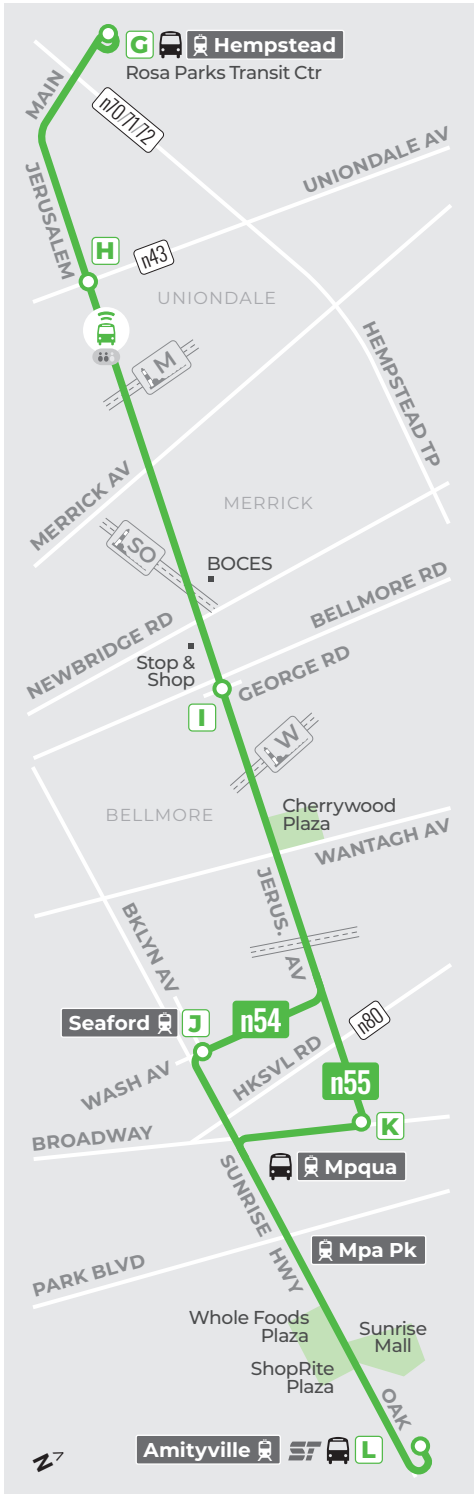 G Hempstead
Rosa Parks Transit Ctr
MAIN
n70/71/72
UNIONDALE AV
JERUSALEM
H
n43
UNIONDALE
M
HEMPSTEAD TP
MERRICK AV
MERRICK
SO
BOCES
BELLMORE RD
NEWBRIDGE RD
Stop &
Shop
GEORGE RD
I
W
Cherrywood
Plaza
BELLMORE
WANTAGH AV
JERUS. AV
BKLYN AV
Seaford J
n54
n80
WASH AV
HKSVL RD
n55
BROADWAY
K
Mpqua
SUNRISE HWY
Mpa Pk
PARK BLVD
Whole Foods
Plaza
Sunrise
Mall
ShopRite
Plaza
OAK
Amityville ST L
N